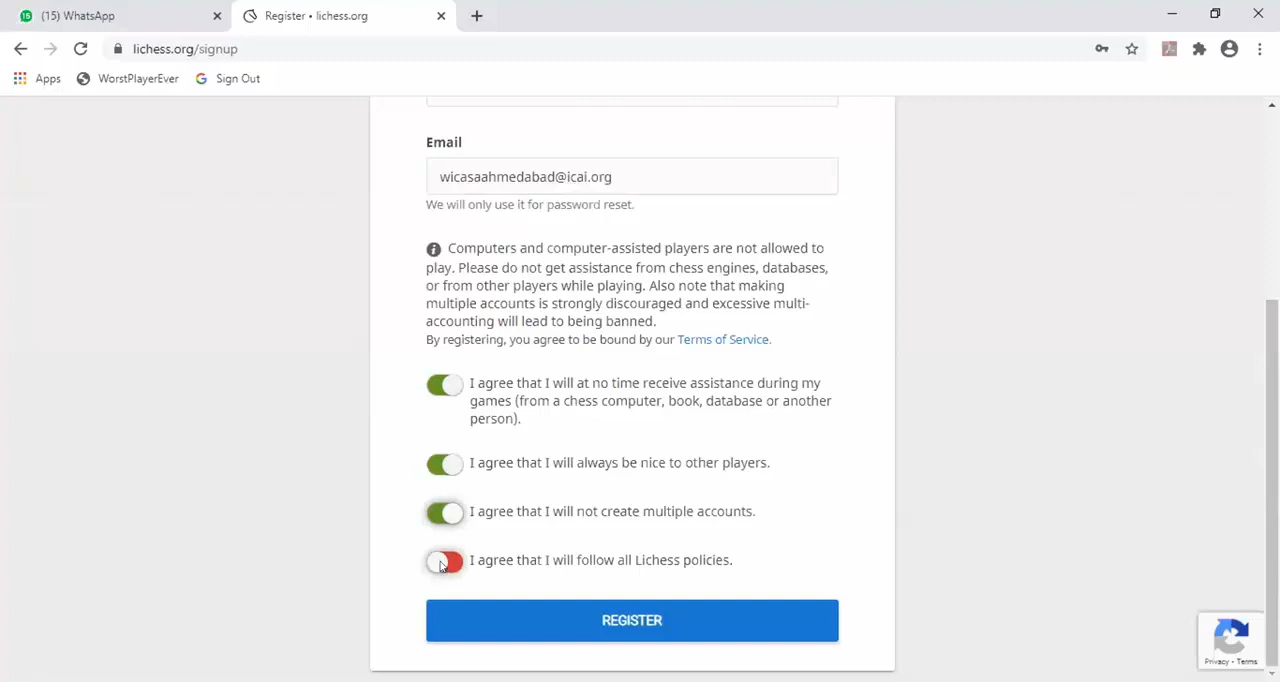 (15) WhatsApp
Register • lichess.org
lichess.org/signup
Apps
WorstPlayerEver
Sign Out
Email
wicasaahmedabad@icai.org
We will only use it for password reset.
Computers and computer-assisted players are not allowed to
play. Please do not get assistance from chess engines, databases,
or from other players while playing. Also note that making
multiple accounts is strongly discouraged and excessive multi-
accounting will lead to being banned.
By registering, you agree to be bound by our Terms of Service.
I agree that I will at no time receive assistance during my
games (from a chess computer, book, database or another
person).
I agree that I will always be nice to other players.
I agree that I will not create multiple accounts.
I agree that I will follow all Lichess policies.
REGISTER
Privacy - Terms